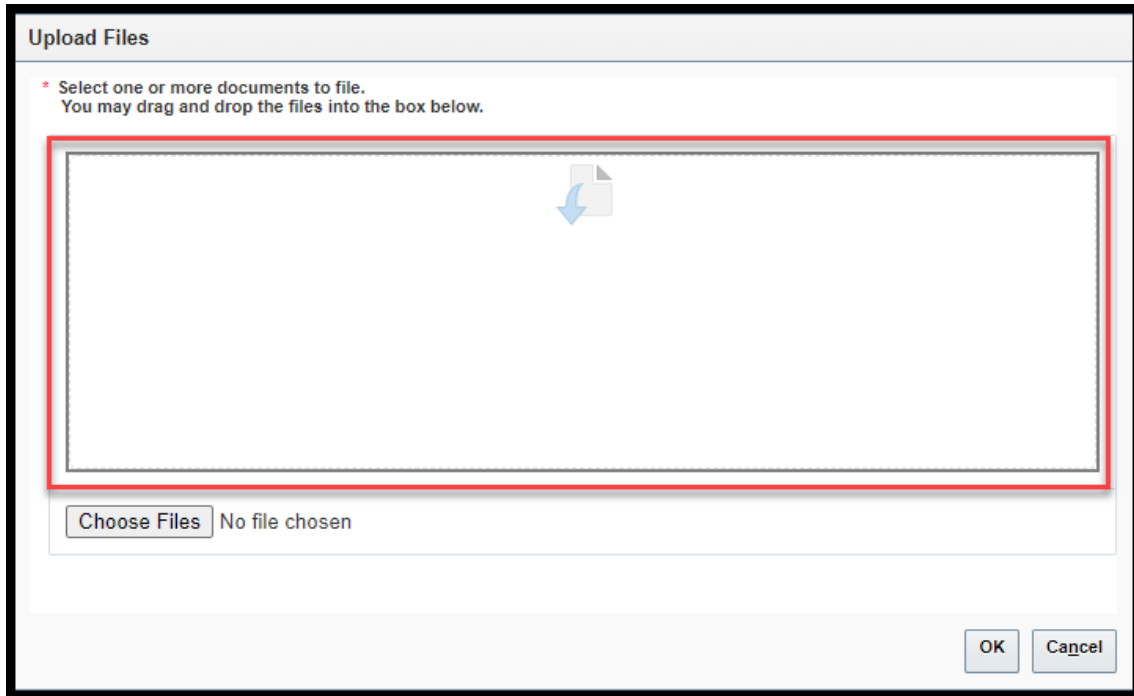 Upload Files
* Select one or more documents to file.
You may drag and drop the files into the box below.
Choose Files No file chosen
OK Cancel